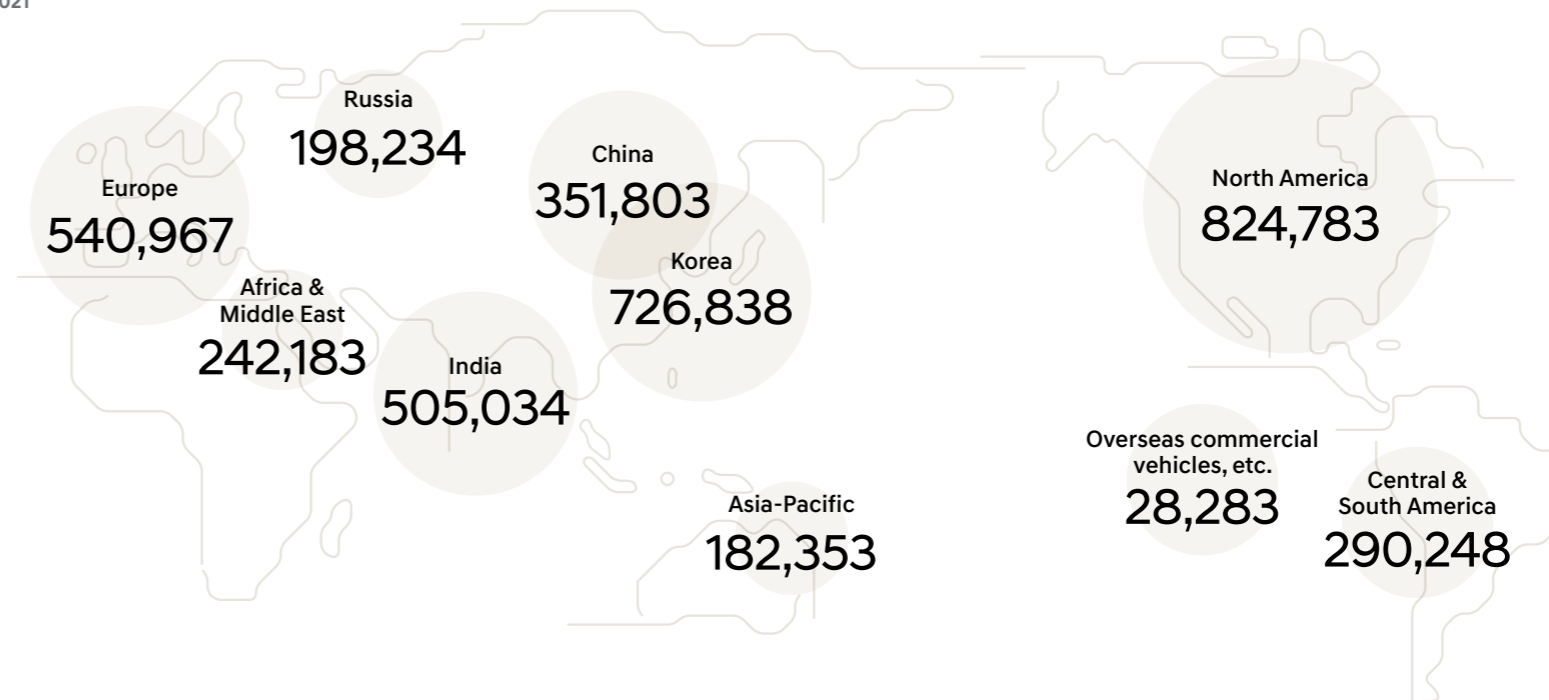 Russia
198,234
China
351,803
Europe
540,967
North America
824,783
Korea
726,838
Africa &
Middle East
242,183
India
505,034
Overseas commercial
vehicles, etc.
28,283
Central &
South America
290,248
Asia-Pacific
182,353